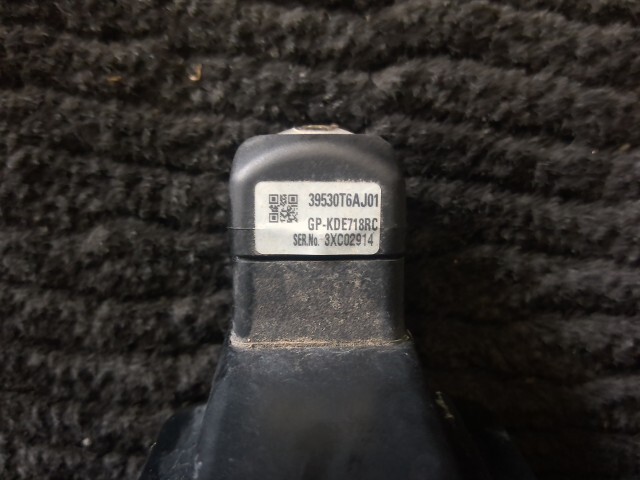 39530T6AJ01
GP-KDE718RC
SER.No. 3XC02914